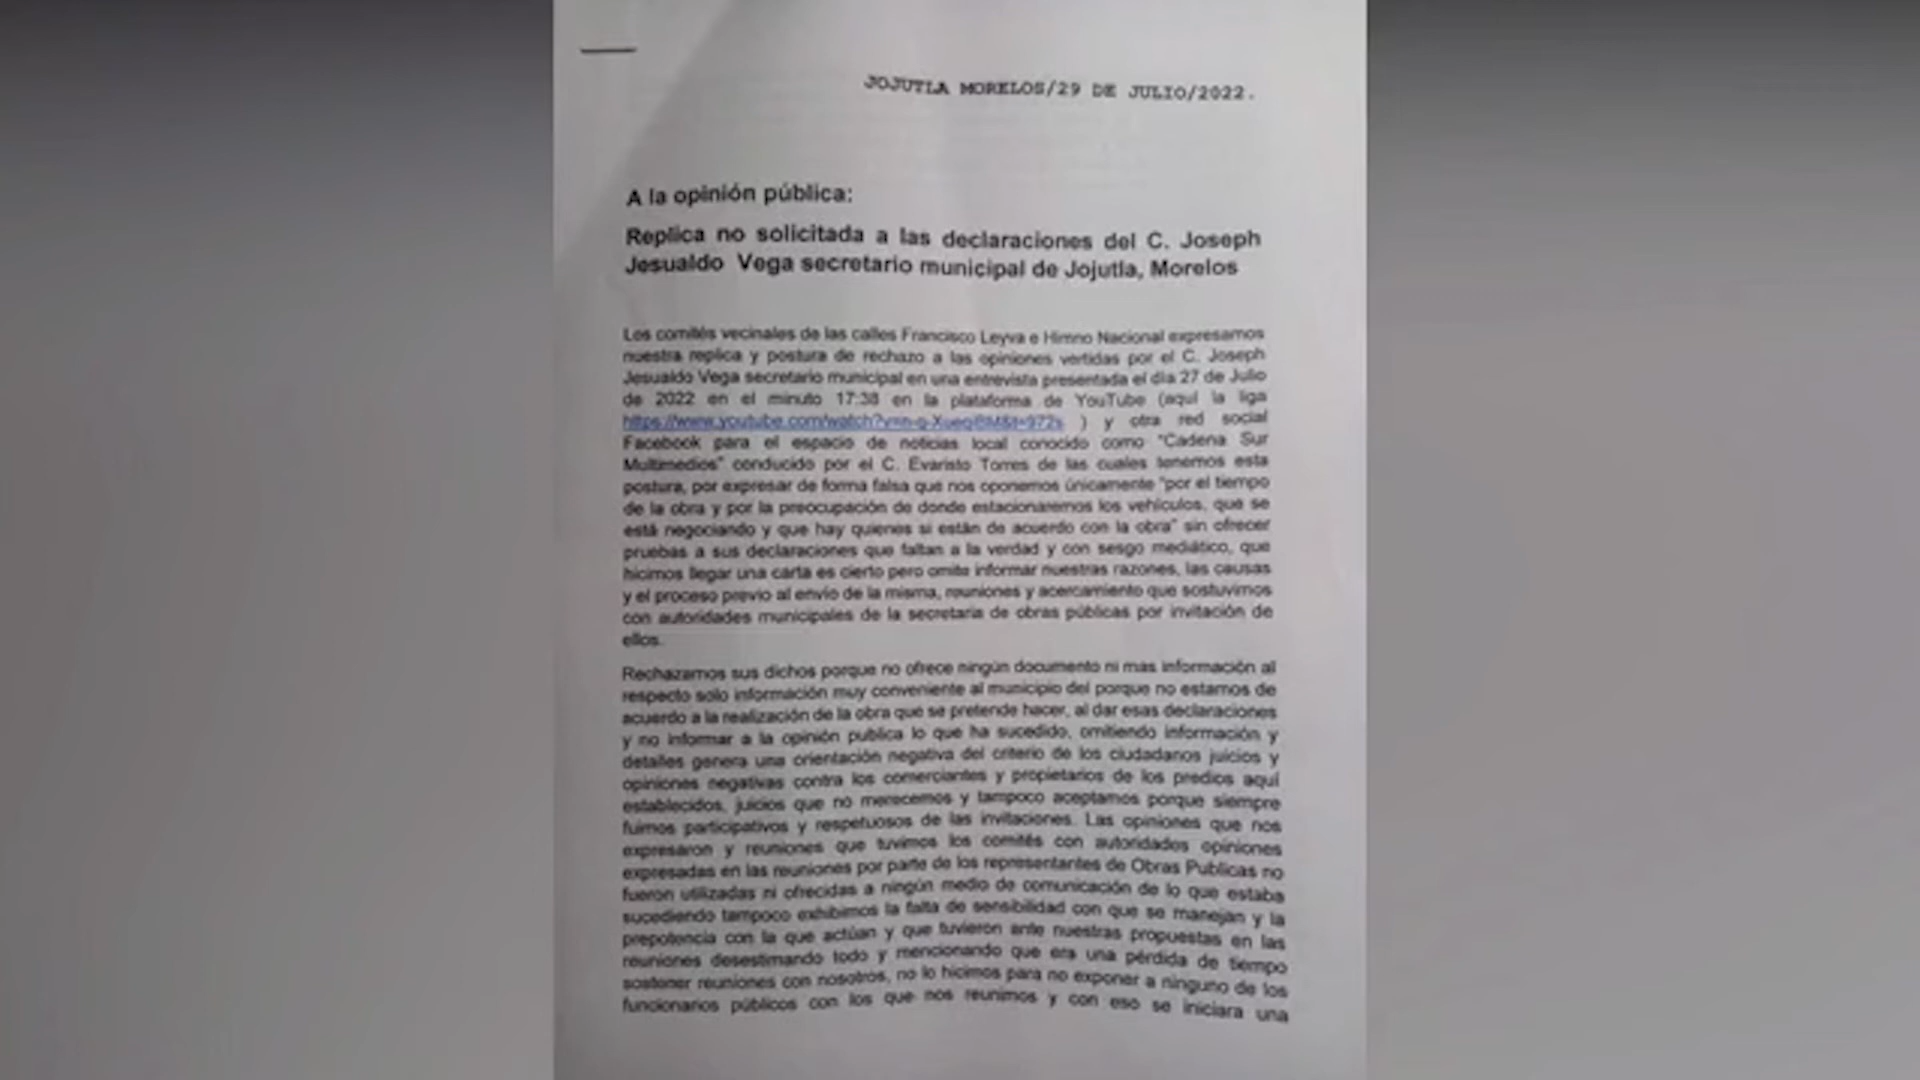 JOJUTLA MORELOS/29 DE JULIO/2022.
A la opinión pública:
Replica no solicitada a las declaraciones del C. Joseph
Jesualdo Vega secretario municipal de Jojutla, Morelos
Los comités vecinales de las calles Francisco Leyva e Himno Nacional expresamos
nuestra replica y postura de rechazo a las opiniones vertidas por el C. Joseph
Jesualdo Vega secretario municipal en una entrevista presentada el día 27 de Julio
de 2022 en el minuto 17:38 en la plataforma de YouTube (aquí la liga
) y otra red social
Facebook para el espacio de noticias local conocido como "Cadena Sur
Multimedios" conducido por el C. Evaristo Torres de las cuales tenemos esta
postura, por expresar de forma falsa que nos oponemos únicamente "por el tiempo
de la obra y por la preocupación de donde estacionaremos los vehículos, que se
está negociando y que hay quienes si están de acuerdo con la obra" sin ofrecer
pruebas a sus declaraciones que faltan a la verdad y con sesgo mediático, que
hicimos llegar una carta es cierto pero omite informar nuestras razones, las causas
y el proceso previo al envío de la misma, reuniones y acercamiento que sostuvimos
con autoridades municipales de la secretaria de obras públicas por invitación de
ellos.
Rechazamos sus dichos porque no ofrece ningún documento ni mas información al
respecto solo información muy conveniente al municipio del porque no estamos de
acuerdo a la realización de la obra que se pretende hacer, al dar esas declaraciones
y no informar a la opinión publica lo que ha sucedido, omitiendo información y
detalles genera una orientación negativa del criterio de los ciudadanos juicios y
opiniones negativas contra los comerciantes y propietarios de los predios aquí
establecidos, juicios que no merecemos y tampoco aceptamos porque siempre
fuimos participativos y respetuosos de las invitaciones. Las opiniones que nos
expresaron y reuniones que tuvimos los comités con autoridades opiniones
expresadas en las reuniones por parte de los representantes de Obras Publicas no
fueron utilizadas ni ofrecidas a ningún medio de comunicación de lo que estaba
sucediendo tampoco exhibimos la falta de sensibilidad con que se manejan y la
prepotencia con la que actúan y que tuvieron ante nuestras propuestas en las
reuniones desestimando todo y mencionando que era una pérdida de tiempo
sostener reuniones con nosotros, no lo hicimos para no exponer a ninguno de los
funcionarios públicos con los que nos reunimos y con eso se iniciara una